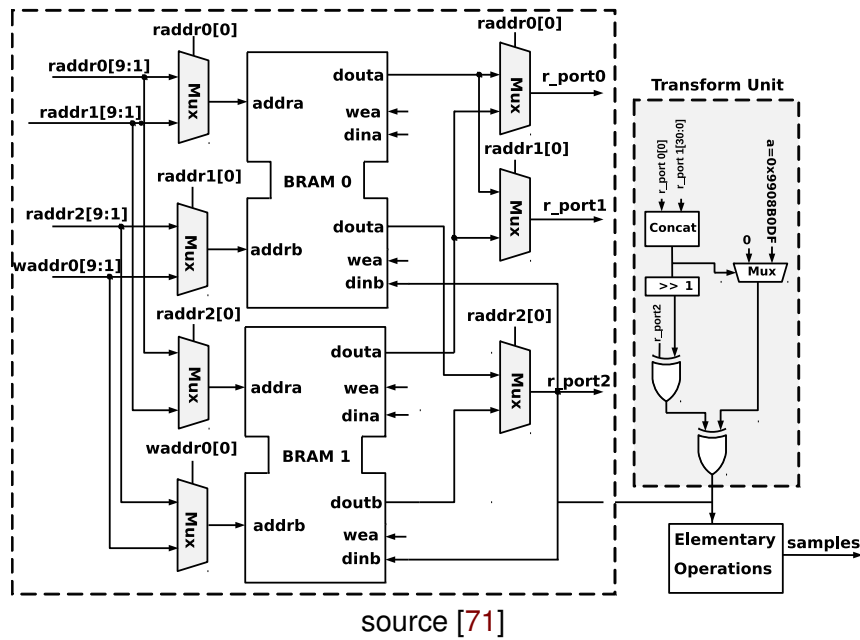 raddr0[0]
raddr0[0]
raddr0[9:1]
Mux
addra
douta
Mux
r_port0
raddr1[9:1]
wea
dina
raddr1[0]
raddr1[0]
BRAM 0
Mux
r_port1
raddr2[9:1]
Mux
addrb
douta
wea
waddr0[9:1]
dinb
raddr2[0]
raddr2[0]
Mux
addra
douta
Mux
r_port2
wea
dina
waddr0[0]
BRAM 1
Mux
addrb
doutb
wea
dinb
Transform Unit
r_port 0[0]
r_port 1[30:0]
a=0x9908B0DF
Concat
0
Mux
>> 1
r_port2
Elementary
Operations
samples
source [71]